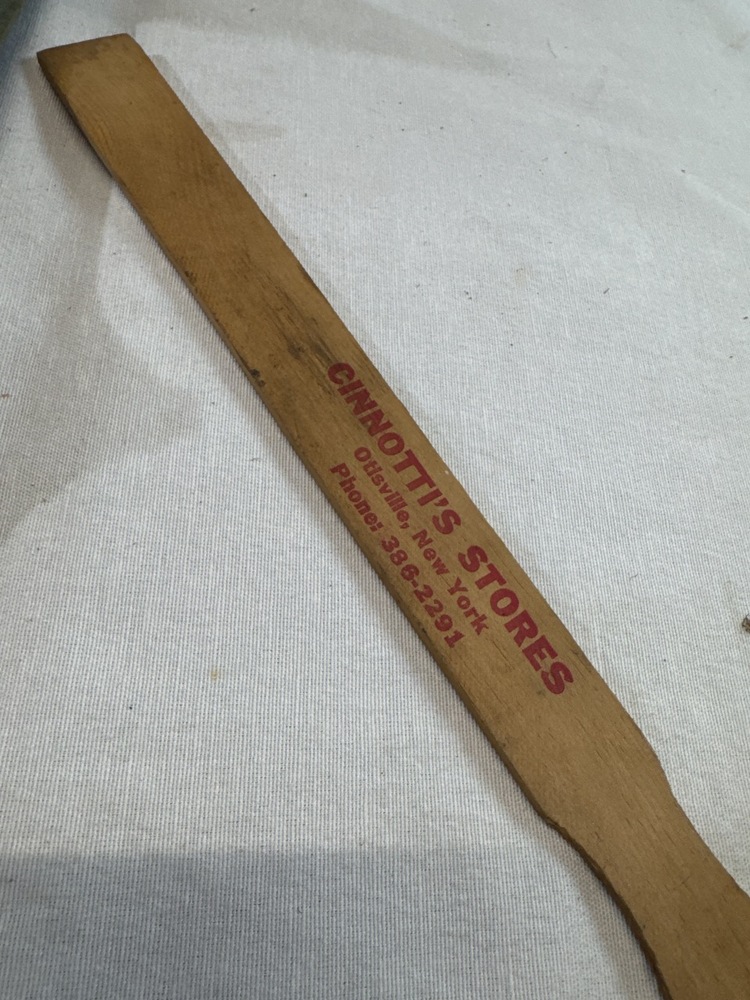 CINNOTTI'S STORES
Otisville, New York
Phone: 386-2291